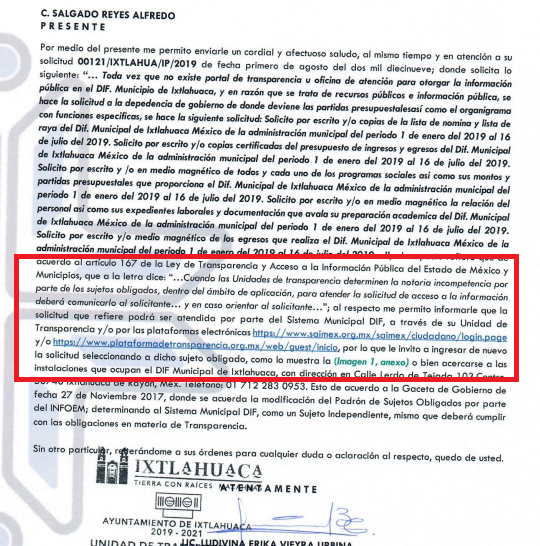 C. SALGADO REYES ALFREDO
P R E S E N T E
Por medio del presente me permito enviarle un cordial y afectuoso saludo, al mismo tiempo y en atención a su
solicitud 00121/IXTLAHUA/IP/2019 de fecha primero de agosto del dos mil diecinueve; donde solicita lo
siguiente: "... Toda vez que no existe portal de transparencia u oficina de atención para otorgar la información
pública en el DIF. Municipio de Ixtlahuaca, y en razón que se trata de recursos e información pública, se
hace la solicitud a la depedencia de gobierno de donde deviene las partidas presupuestalesasí como el organigrama
con funciones especificas, se hace la siguiente solicitud: Solicito por escrito y/o copias de la lista de nomina y lista de
raya del Dif. Municipal de Ixtlahuaca México de la administración municipal del periodo 1 de enero del 2019 al 16
de julio del 2019. Solicito por escrito y/o copias certificadas del presupuesto de ingresos y egresos del Dif. Municipal
de Ixtlahuaca México de la administración municipal del periodo 1 de enero del 2019 al 16 de julio del 2019.
Solicito por escrito y /o en medio magnético de todos y cada uno de los programas sociales asi como sus montos y
partidas presupuestales que proporciona el Dif. Municipal de Ixtlahuaca México de la administración municipal del
periodo 1 de enero del 2019 al 16 de julio del 2019. Solicito por escrito y/o en medio magnético la relación del
personal asi como sus expedientes laborales y documentación que avala su preparación academica del Dif. Municipal
de Ixtlahuaca México de la administración municipal del periodo 1 de enero del 2019 al 16 de julio del 2019.
Solicito por escrito y/o medio magnético de los egresos que realiza el Dif. Municipal de Ixtlahuaca México de la
administración municipal del periodo 1 de enero del 2019 al 16 de julio del 2019
acuerdo al artículo 167 de la Ley de Transparencia y Acceso a la Información Pública del Estado de México y
Municipios, que a la letra dice: "...Cuando las Unidades de transparencia determinen la notoria incompetencia por
parte de los sujetos obligados, dentro del ámbito de aplicación, para atender la solicitud de acceso a la información
deberá comunicarlo al solicitante... y en caso orientar al solicitante..."; al respecto me permito informarle que la
solicitud que refiere podrá ser atendida por parte del Sistema Municipal DIF, a través de su Unidad de
Transparencia y/o por las plataformas electrónicas https://www.saimex.org.mx/saimex/ciudadano/login.page
y/o https://www.plataformadetransparencia.org.mx/web/guest/inicio, por lo que le invito a ingresar de nuevo
la solicitud seleccionando a dicho sujeto obligado, como lo muestra la (Imagen 1, anexo) o bien acercarse a las
instalaciones que ocupan el DIF Municipal de Ixtlahuaca, con dirección en Calle Lerdo de Tejada 103 Centro
50740 Ixtlahuaca de Rayón, Méx. Teléfono: 01 712 283 0953. Esto de acuerdo a la Gaceta de Gobierno de
fecha 27 de Noviembre 2017, donde se acuerda la modificación del Padrón de Sujetos Obligados por parte
del INFOEM; determinando al Sistema Municipal DIF, como un Sujeto Independiente, mismo que deberá cumplir
con las obligaciones en materia de Transparencia.
Sin otro particular, reiterándome a sus órdenes para cualquier duda o aclaración al respecto, quedo de usted.
IXTLAHUACA
TIERRA CON RAÍCES
A T E N T A M E N T E
AYUNTAMIENTO DE IXTLAHUACA
2019 - 2021
UNIDAD DE
LIC. LUDIVINA ERIKA VIEYRA URBINA